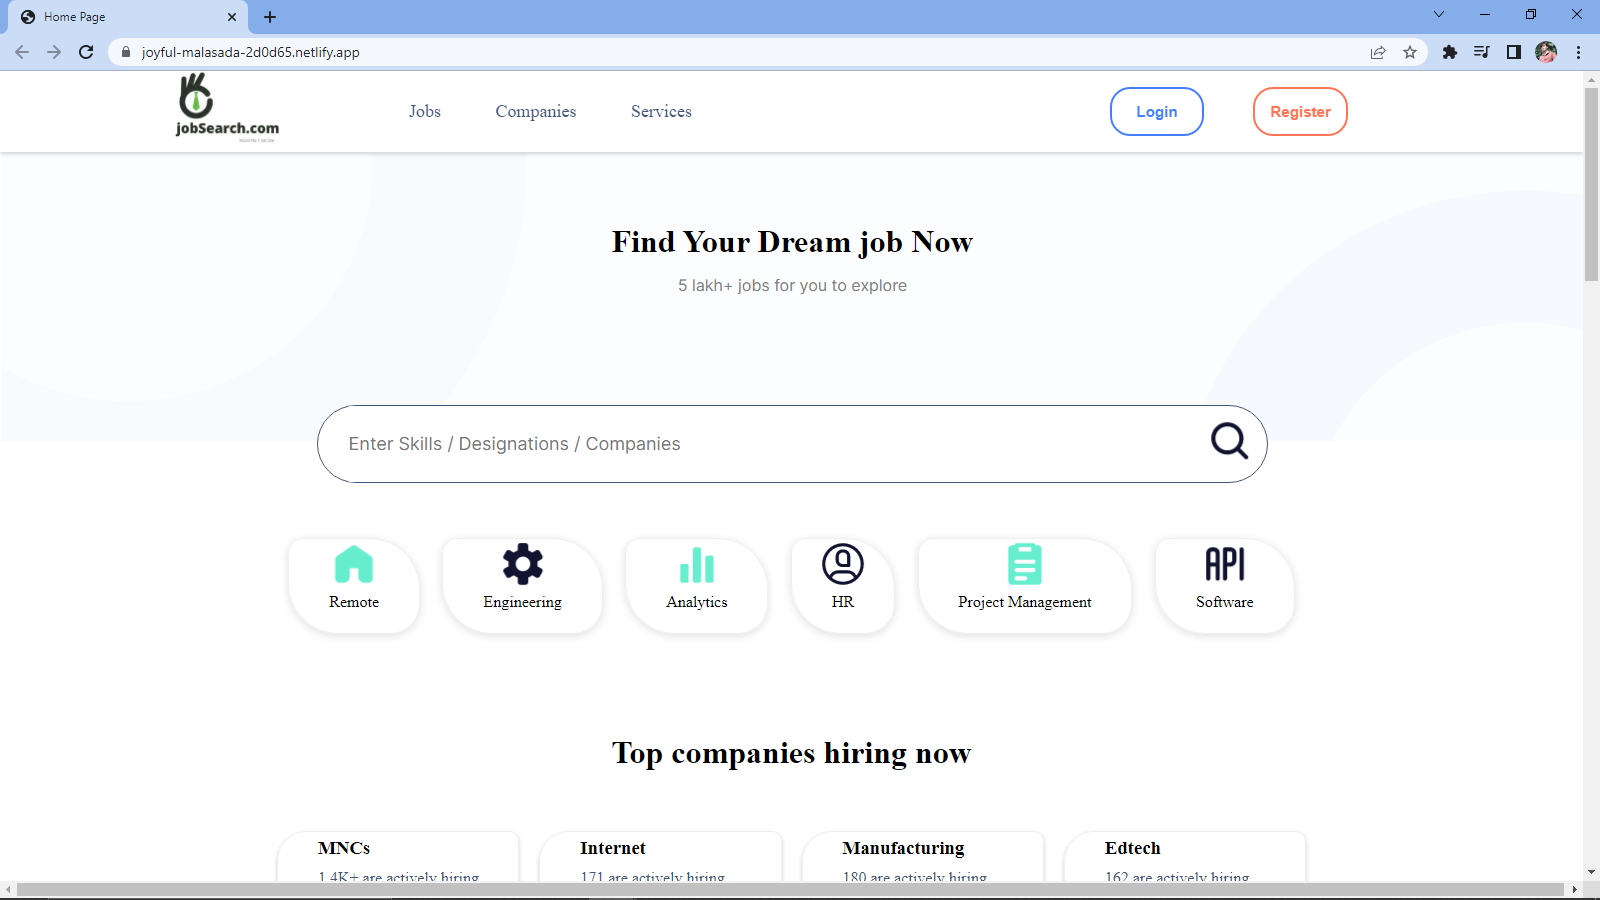 Home Page
joyful-malasada-2d0d65.netlify.app
jobSearch.com
Jobs Companies Services Login Register
Find Your Dream job Now
5 lakh+ jobs for you to explore
Enter Skills / Designations / Companies
API
Remote Engineering Analytics HR Project Management Software
Top companies hiring now
MNCs Internet Manufacturing Edtech
1.4K+ are actively hiring 171 are actively hiring 180 are actively hiring 162 are actively hiring